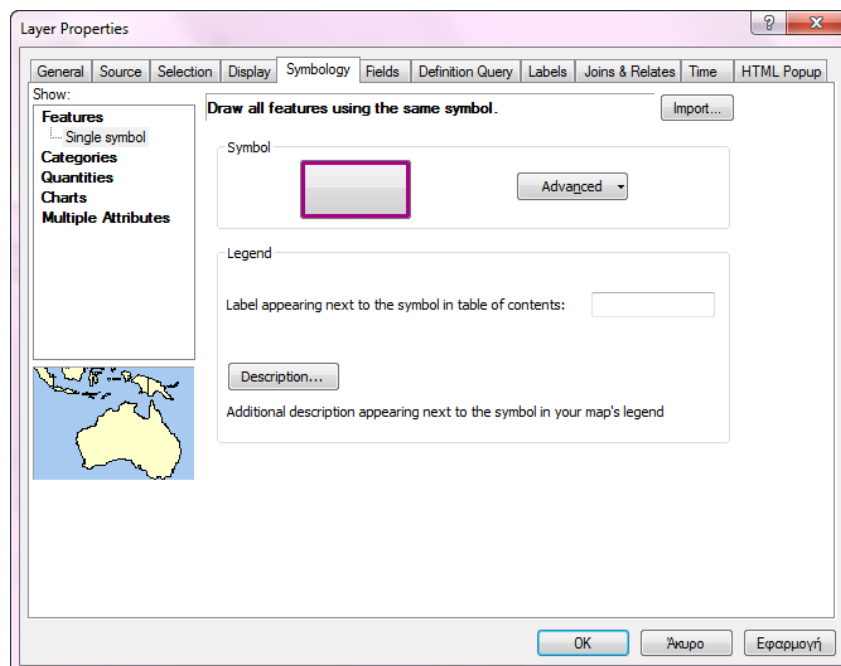 Layer Properties
?
X
General Source Selection Display Symbology Fields Definition Query Labels Joins & Relates Time HTML Popup
Show:
Features
Single symbol
Categories
Quantities
Charts
Multiple Attributes
Draw all features using the same symbol.
Import...
Symbol
Advanced
Legend
Label appearing next to the symbol in table of contents:
Description...
Additional description appearing next to the symbol in your map's legend
OK Άκυρο Εφαρμογή